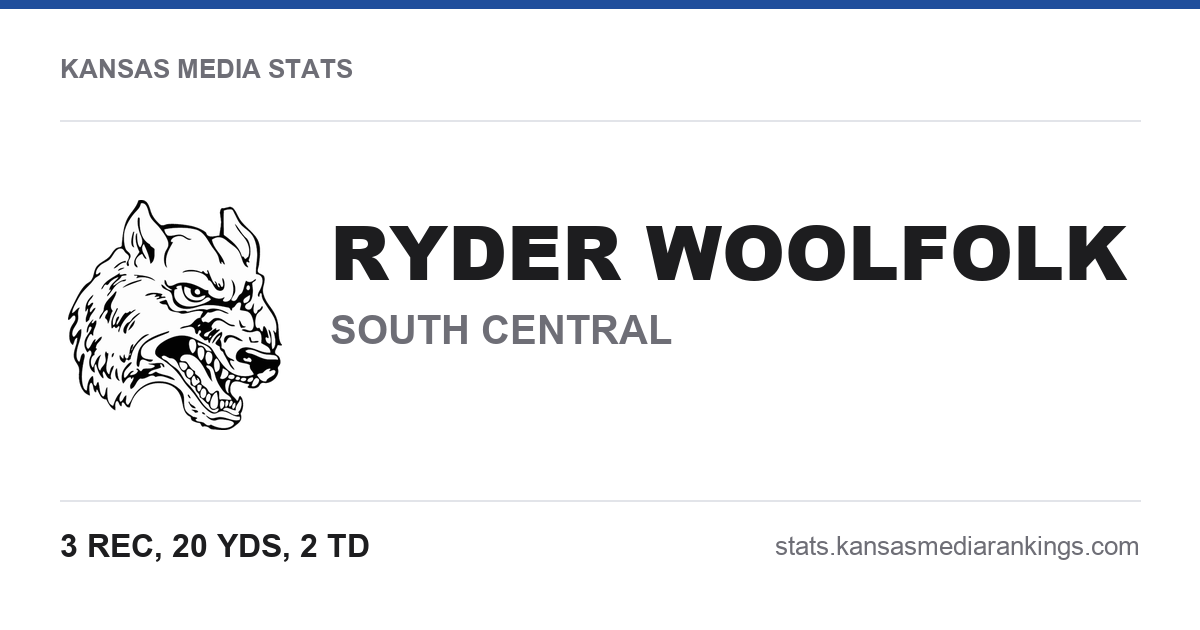 KANSAS MEDIA STATS
RYDER WOOLFOLK
SOUTH CENTRAL
3 REC, 20 YDS, 2 TD
stats.kansasmediarankings.com